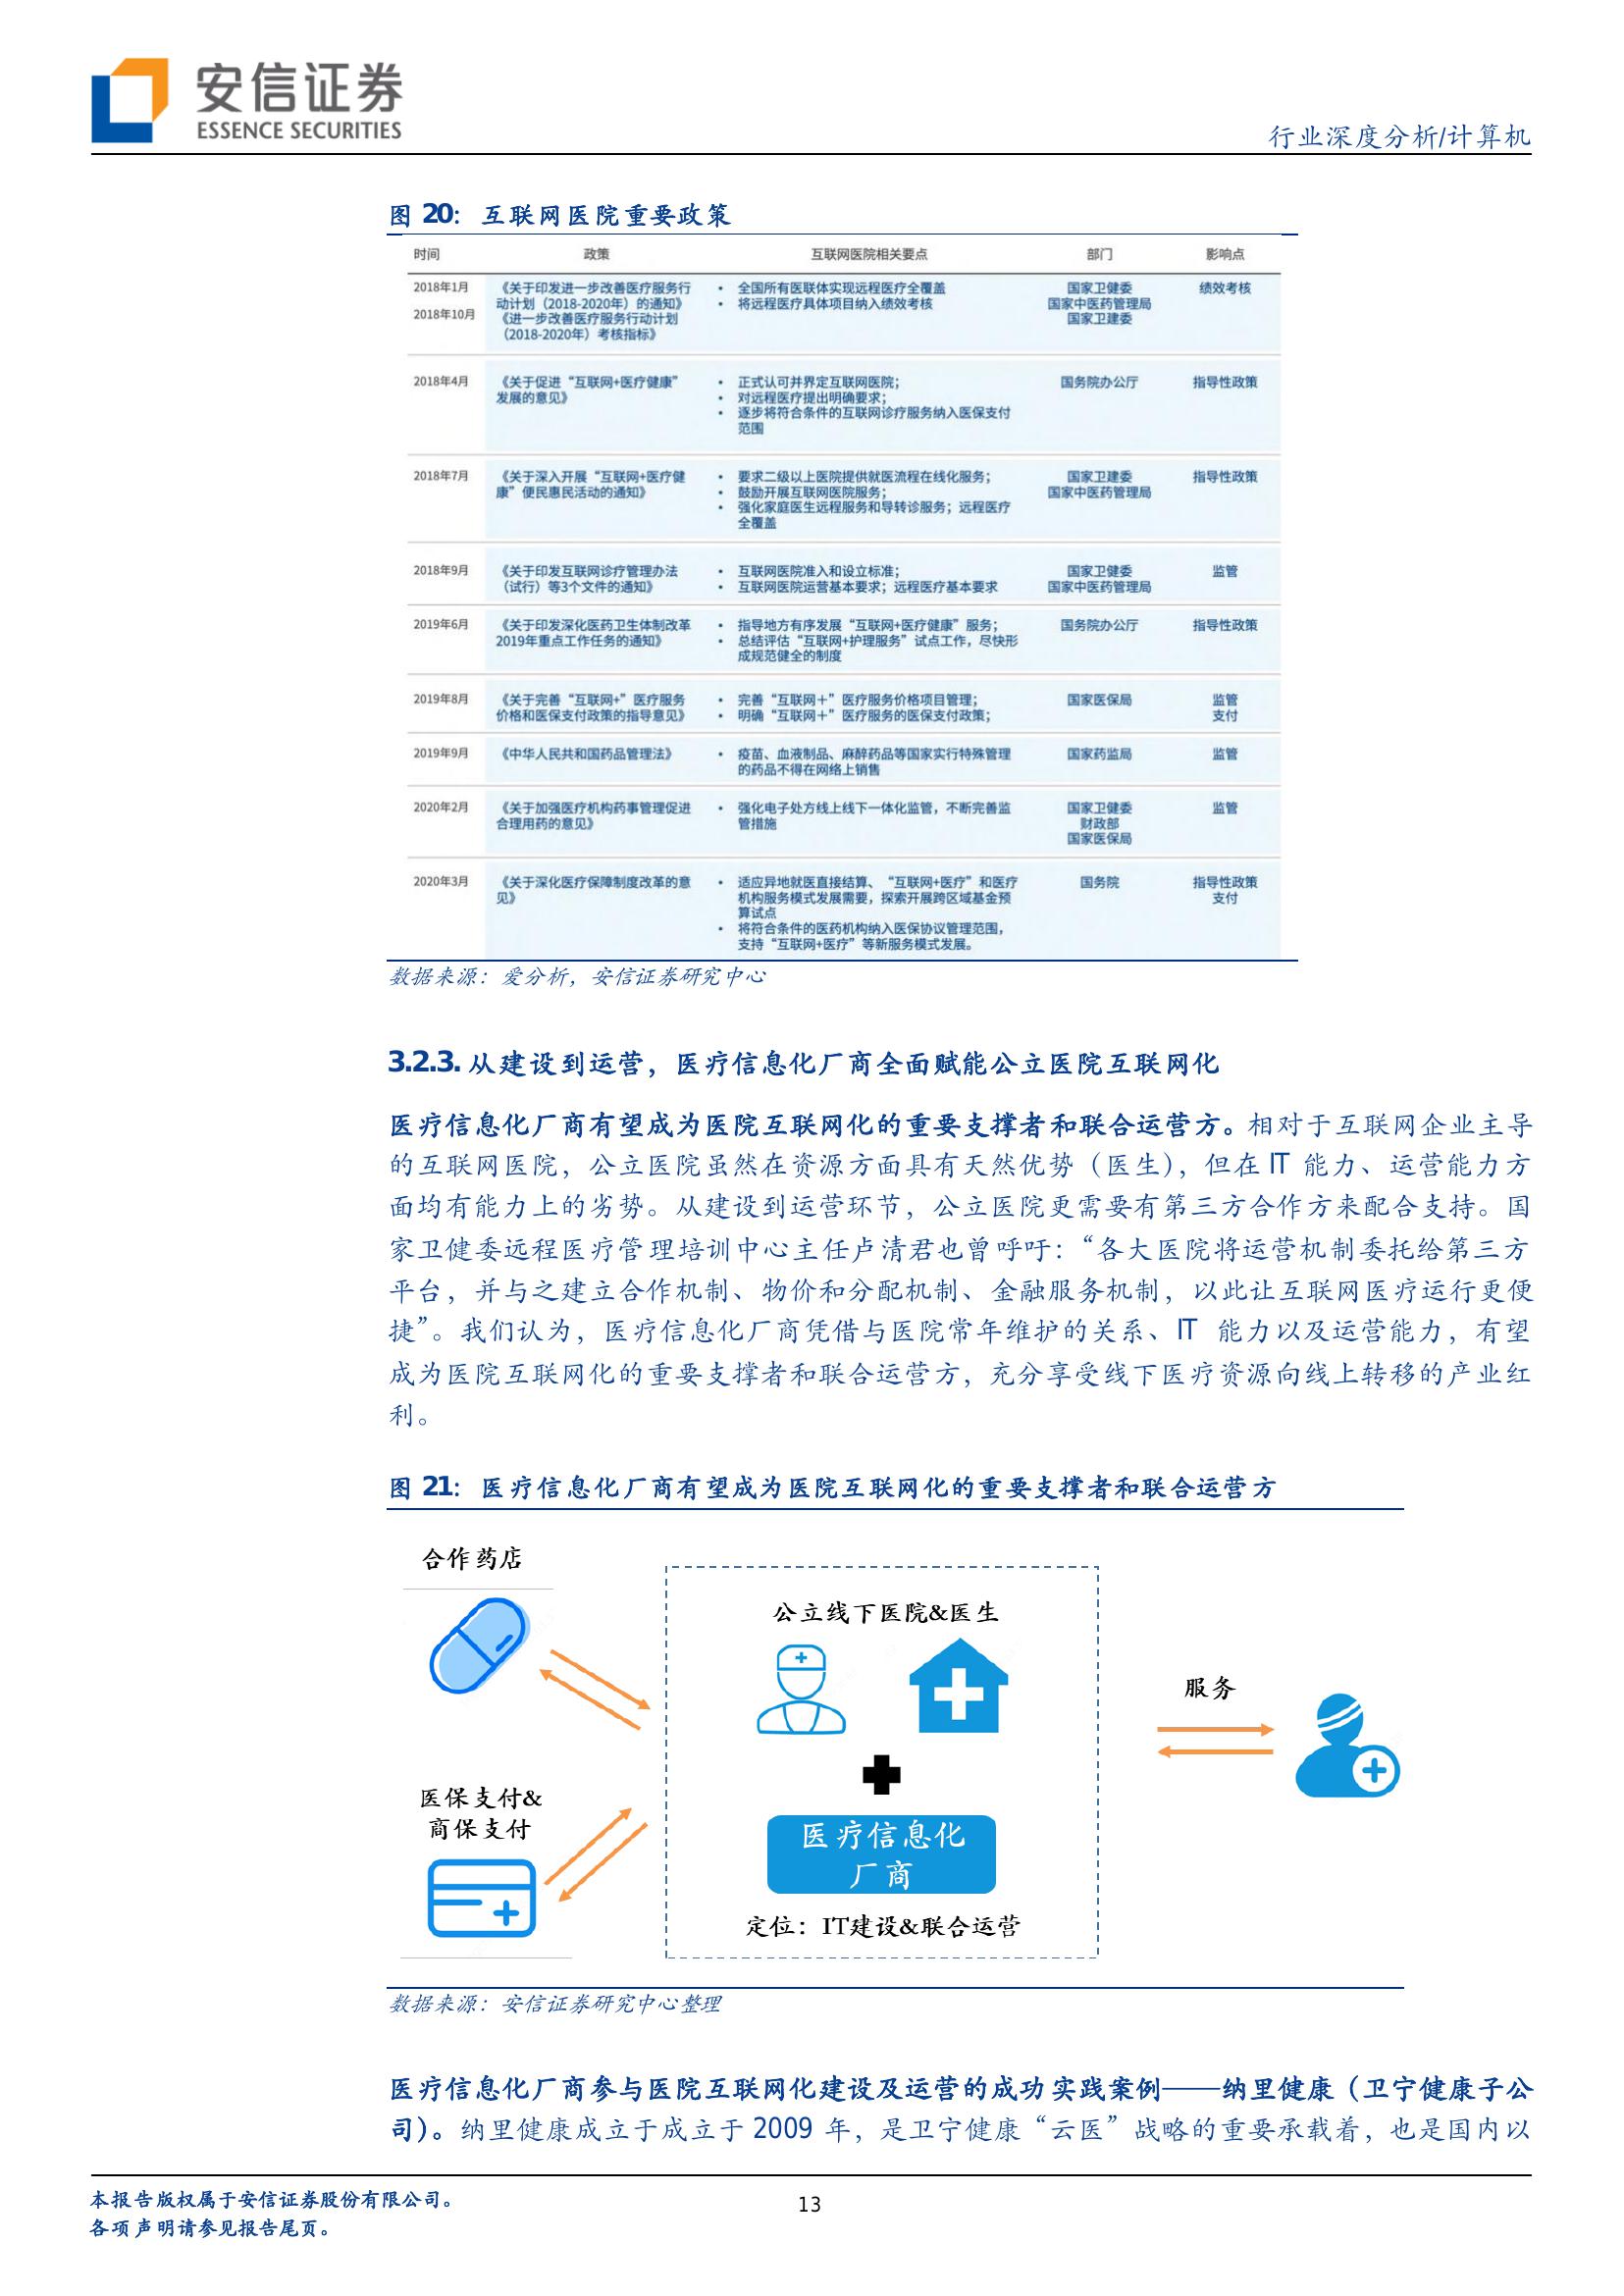 安信证券
ESSENCE SECURITIES
行业深度分析/计算机
图 20：互联网医院重要政策
时间 政策 互联网医院相关要点 部门 影响点
2018年1月 《关于印发进一步改善医疗服务行 • 全国所有医联体实现远程医疗全覆盖 国家卫健委 绩效考核
动计划（2018-2020年）的通知》 • 将远程医疗具体项目纳入绩效考核 国家中医药管理局
2018年10月 《进一步改善医疗服务行动计划 国家卫建委
（2018-2020年）考核指标》
2018年4月 《关于促进“互联网+医疗健康” • 正式认可并界定互联网医院； 国务院办公厅 指导性政策
发展的意见》 • 对远程医疗提出明确要求；
• 逐步将符合条件的互联网诊疗服务纳入医保支付
范围
2018年7月 《关于深入开展“互联网+医疗健 • 要求二级以上医院提供就医流程在线化服务； 国家卫建委 指导性政策
康”便民惠民活动的通知》 • 鼓励开展互联网医院服务； 国家中医药管理局
• 强化家庭医生远程服务和导转诊服务；远程医疗
全覆盖
2018年9月 《关于印发互联网诊疗管理办法 • 互联网医院准入和设立标准； 国家卫健委 监管
（试行）等3个文件的通知》 • 互联网医院运营基本要求；远程医疗基本要求 国家中医药管理局
2019年6月 《关于印发深化医药卫生体制改革 • 指导地方有序发展“互联网+医疗健康”服务； 国务院办公厅 指导性政策
2019年重点工作任务的通知》 • 总结评估“互联网+护理服务”试点工作，尽快形
成规范健全的制度
2019年8月 《关于完善“互联网+”医疗服务 • 完善“互联网＋”医疗服务价格项目管理； 国家医保局 监管
价格和医保支付政策的指导意见》 • 明确“互联网＋”医疗服务的医保支付政策； 支付
2019年9月 《中华人民共和国药品管理法》 • 疫苗、血液制品、麻醉药品等国家实行特殊管理 国家药监局 监管
的药品不得在网络上销售
2020年2月 《关于加强医疗机构药事管理促进 • 强化电子处方线上线下一体化监管，不断完善监 国家卫健委 监管
合理用药的意见》 管措施 财政部
国家医保局
2020年3月 《关于深化医疗保障制度改革的意 • 适应异地就医直接结算、“互联网+医疗”和医疗 国务院 指导性政策
见》 机构服务模式发展需要，探索开展跨区域基金预 支付
算试点
• 将符合条件的医药机构纳入医保协议管理范围，
支持“互联网+医疗”等新服务模式发展。
数据来源：爱分析，安信证券研究中心
3.2.3. 从建设到运营，医疗信息化厂商全面赋能公立医院互联网化
医疗信息化厂商有望成为医院互联网化的重要支撑者和联合运营方。相对于互联网企业主导
的互联网医院，公立医院虽然在资源方面具有天然优势（医生），但在 IT 能力、运营能力方
面均有能力上的劣势。从建设到运营环节，公立医院更需要有第三方合作方来配合支持。国
家卫健委远程医疗管理培训中心主任卢清君也曾呼吁：“各大医院将运营机制委托给第三方
平台，并与之建立合作机制、物价和分配机制、金融服务机制，以此让互联网医疗运行更便
捷”。我们认为，医疗信息化厂商凭借与医院常年维护的关系、IT 能力以及运营能力，有望
成为医院互联网化的重要支撑者和联合运营方，充分享受线下医疗资源向线上转移的产业红
利。
图 21：医疗信息化厂商有望成为医院互联网化的重要支撑者和联合运营方
合作药店
公立线下医院&医生
服务
医保支付&
商保支付
医疗信息化
厂商
定位：IT建设&联合运营
数据来源：安信证券研究中心整理
医疗信息化厂商参与医院互联网化建设及运营的成功实践案例——纳里健康（卫宁健康子公
司）。纳里健康成立于成立于 2009 年，是卫宁健康“云医”战略的重要承载着，也是国内以
本报告版权属于安信证券股份有限公司。
各项声明请参见报告尾页。
13